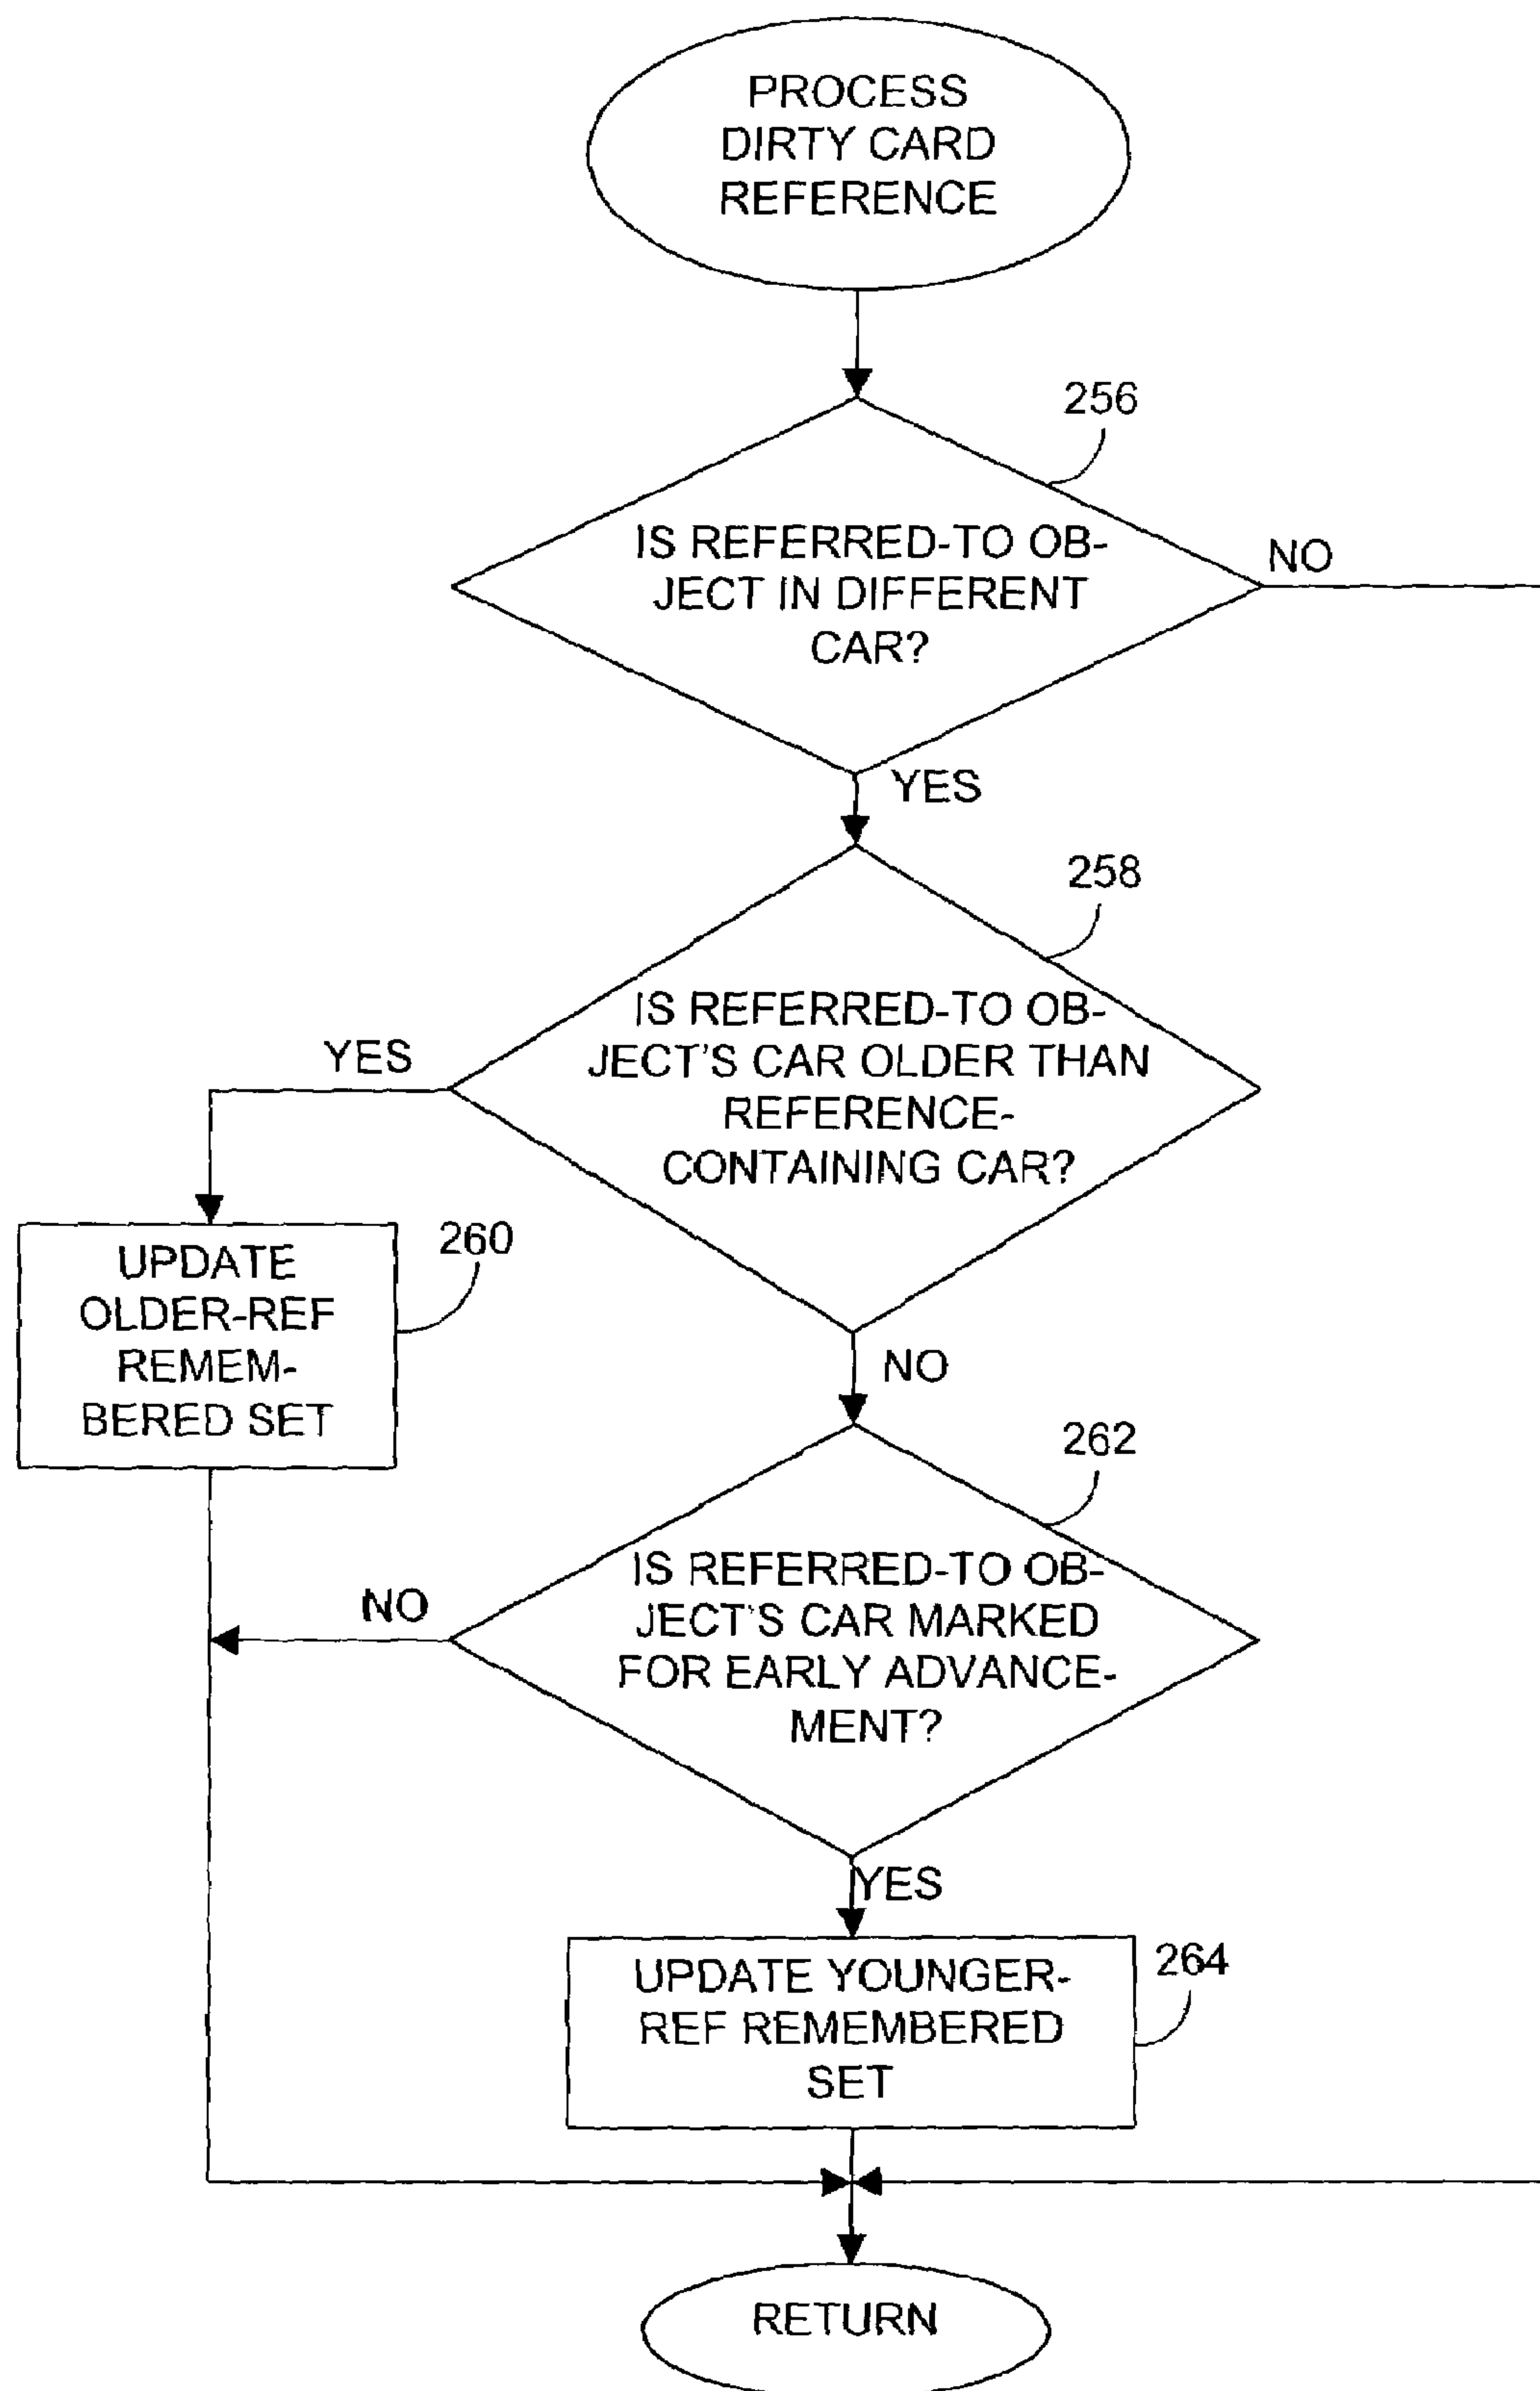 PROCESS
DIRTY CARD
REFERENCE
256
IS REFERRED-TO OB-
JECT IN DIFFERENT
CAR?
NO
YES
258
IS REFERRED-TO OB-
JECT'S CAR OLDER THAN
REFERENCE-
CONTAINING CAR?
YES
260
UPDATE
OLDER-REF
REMEM-
BERED SET
NO
262
IS REFERRED-TO OB-
JECT'S CAR MARKED
FOR EARLY ADVANCE-
MENT?
NO
YES
264
UPDATE YOUNGER-
REF REMEMBERED
SET
RETURN